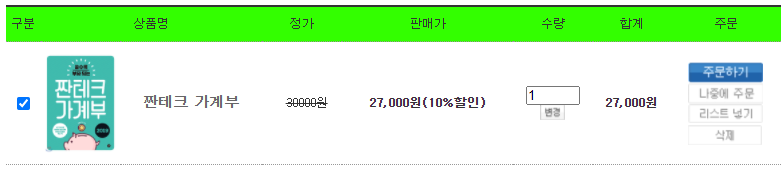 구분 상품명 정가 판매가 수량 합계 주문
짠테크
가계부
짠테크 가계부
30000원
27,000원(10%할인)
1
변경
27,000원
주문하기
나중에 주문
리스트 넣기
삭제